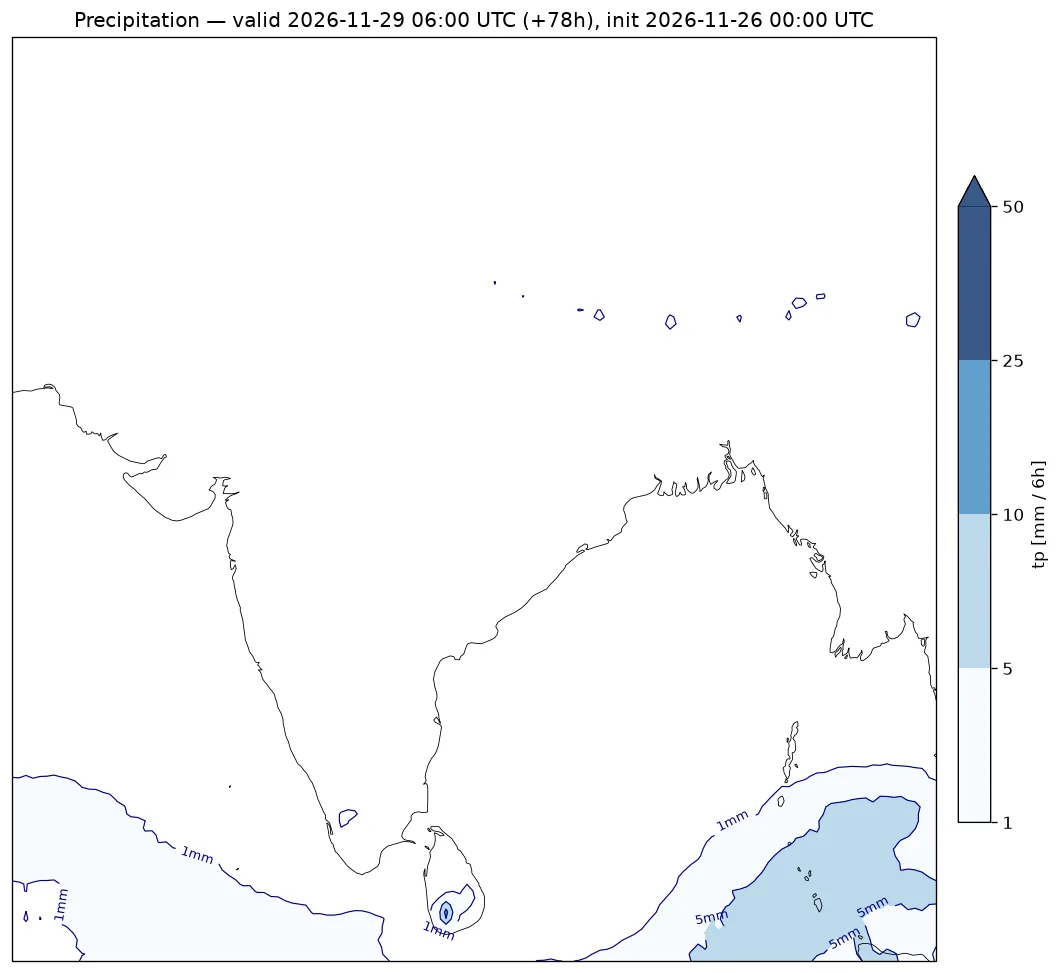 Precipitation — valid 2026-11-29 06:00 UTC (+78h), init 2026-11-26 00:00 UTC
50
25
10
5
1
tp [mm / 6h]
1mm
1mm
1mm
1mm
5mm
5mm
5mm